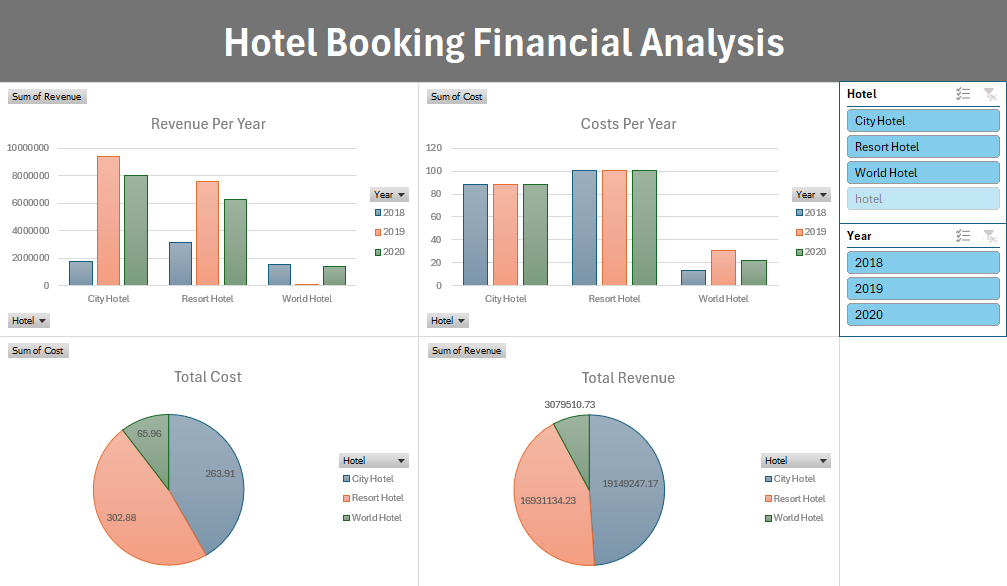 Hotel Booking Financial Analysis
Sum of Revenue
Revenue Per Year
10000000
8000000
6000000
4000000
2000000
0
City Hotel
Resort Hotel
World Hotel
Year
2018
2019
2020
Hotel
Sum of Cost
Costs Per Year
120
100
80
60
40
20
0
City Hotel
Resort Hotel
World Hotel
Year
2018
2019
2020
Hotel
Hotel
City Hotel
Resort Hotel
World Hotel
hotel
Year
2018
2019
2020
Sum of Cost
Total Cost
65.96
263.91
302.88
Hotel
City Hotel
Resort Hotel
World Hotel
Sum of Revenue
Total Revenue
3079510.73
19149247.17
16931134.23
Hotel
City Hotel
Resort Hotel
World Hotel